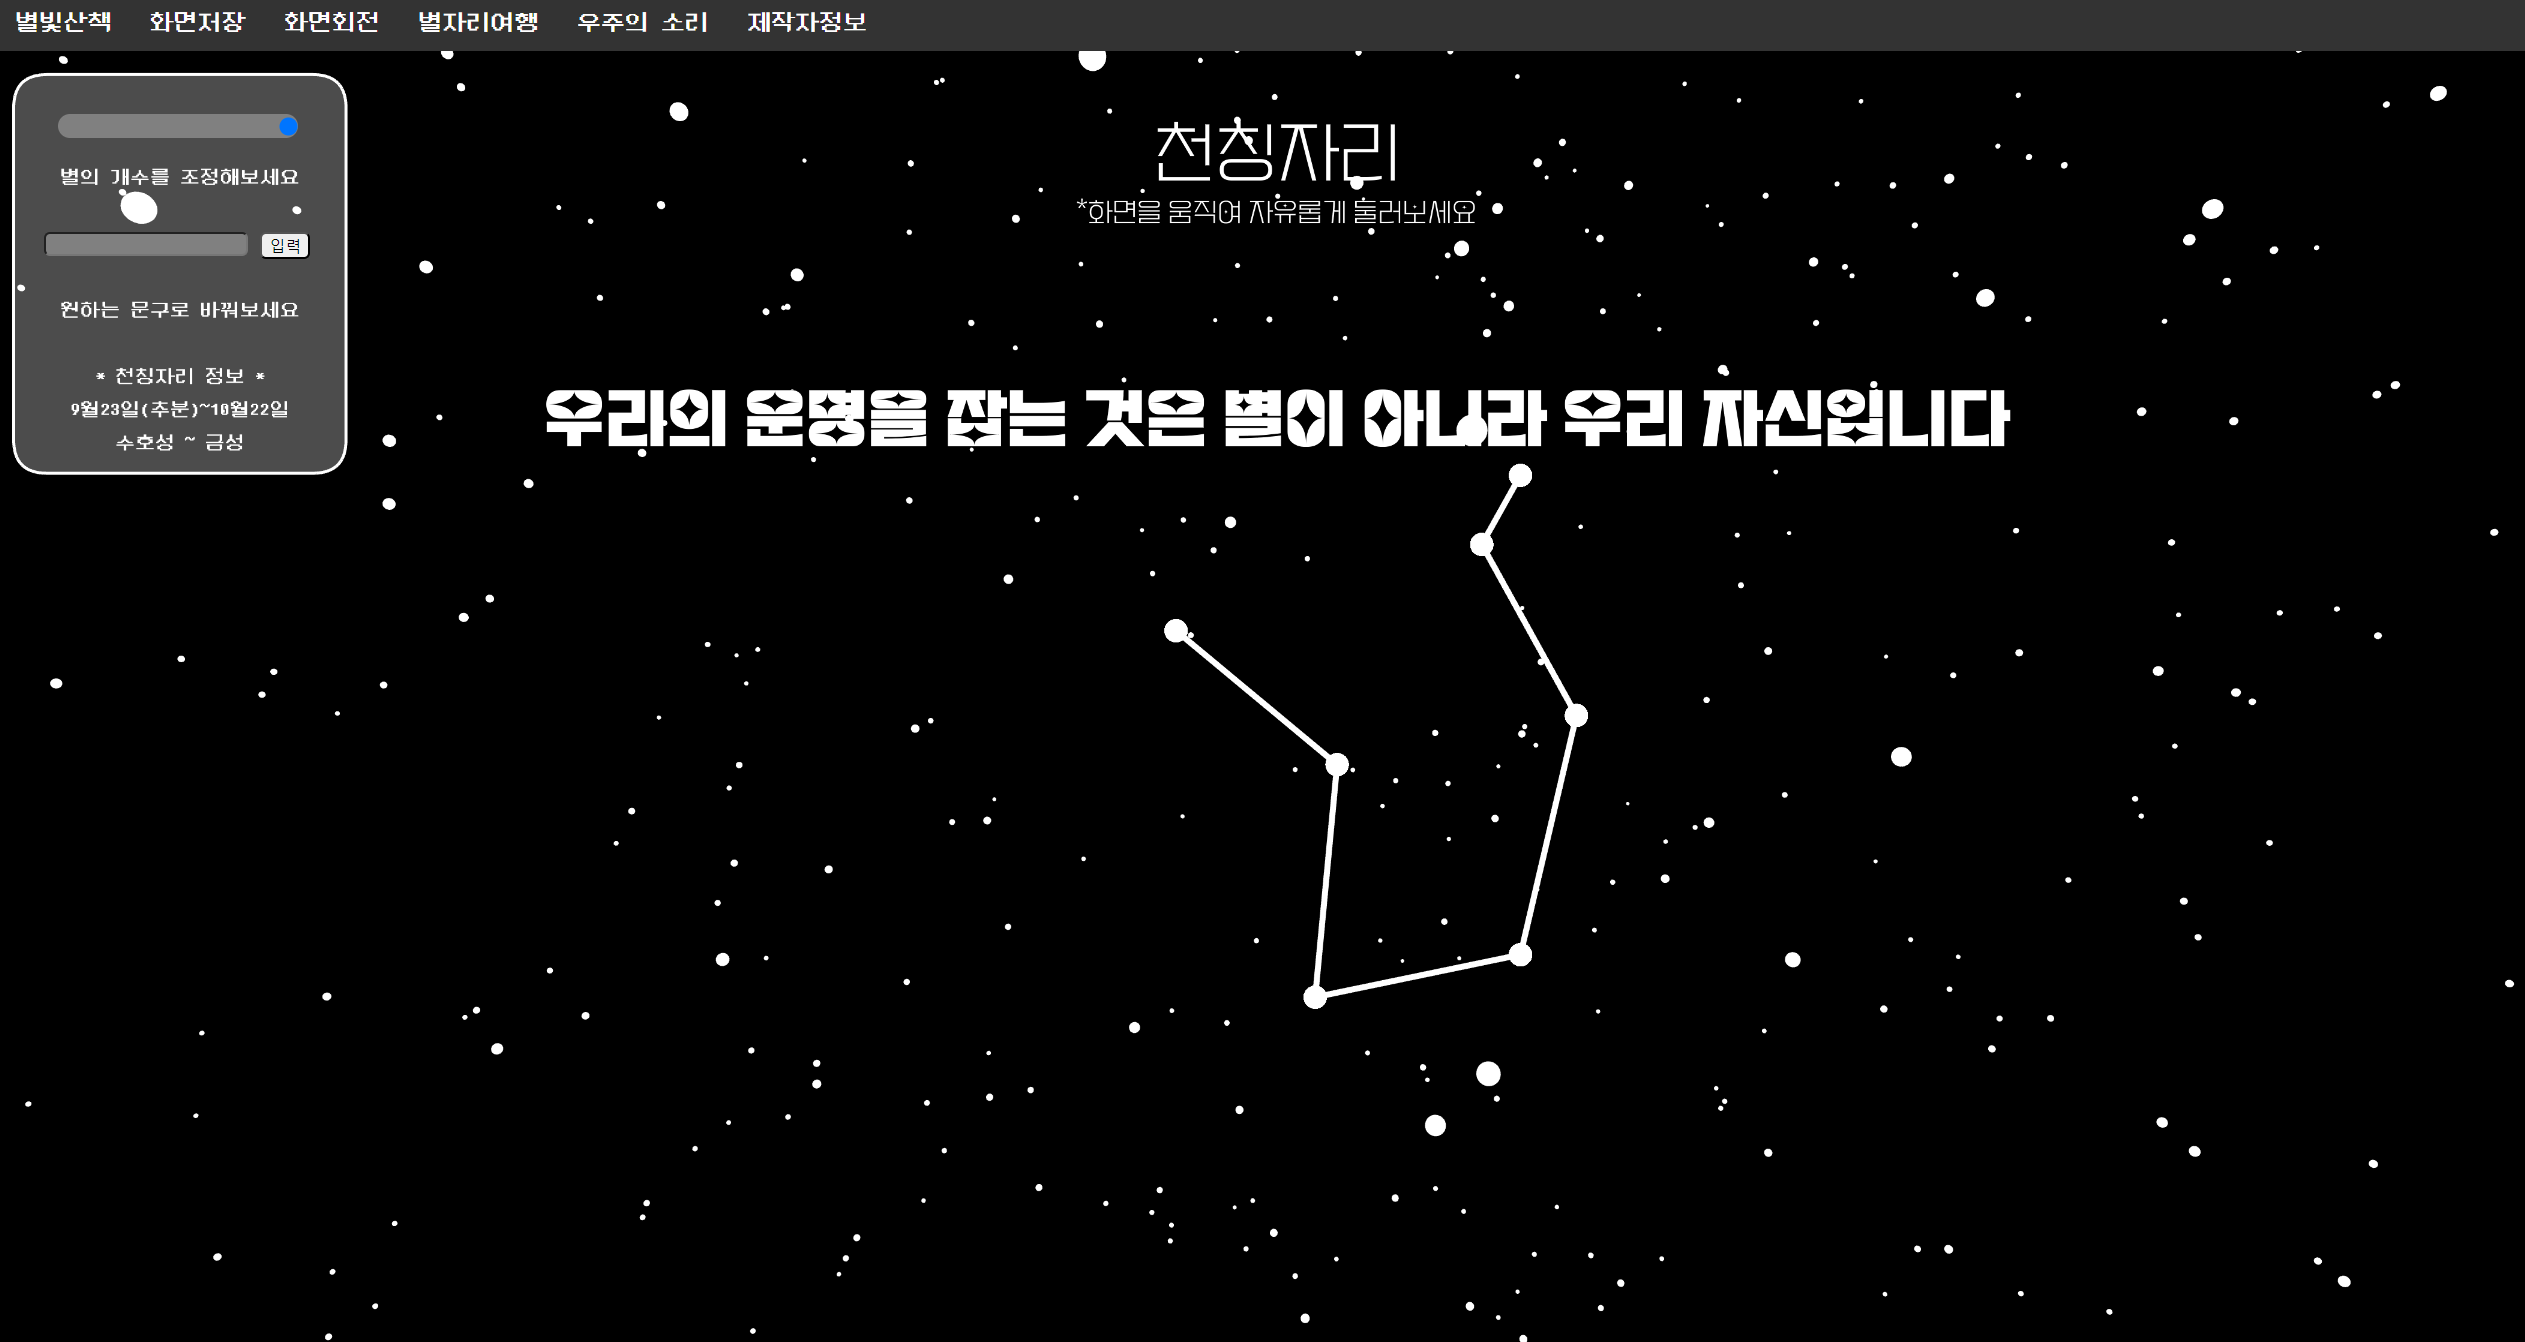 별빛산책 화면저장 화면회전 별자리여행 우주의 소리 제작자정보
천칭자리
*화면을 움직여 자유롭게 둘러보세요
별의 개수를 조정해보세요
입력
원하는 문구로 바꿔보세요
* 천칭자리 정보 *
9월23일(추분)~10월22일
수호성 ~ 금성
우리의 운명을 잡는 것은 별이 아니라 우리 자신입니다